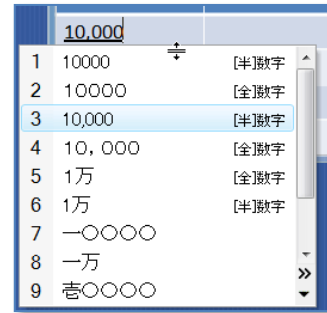 10,000
1 10000 [半]数字
2 １００００ [全]数字
3 10,000 [半]数字
4 １０，０００ [全]数字
5 １万 [全]数字
6 1万 [半]数字
7 一〇〇〇〇
8 一万
9 壱〇〇〇〇